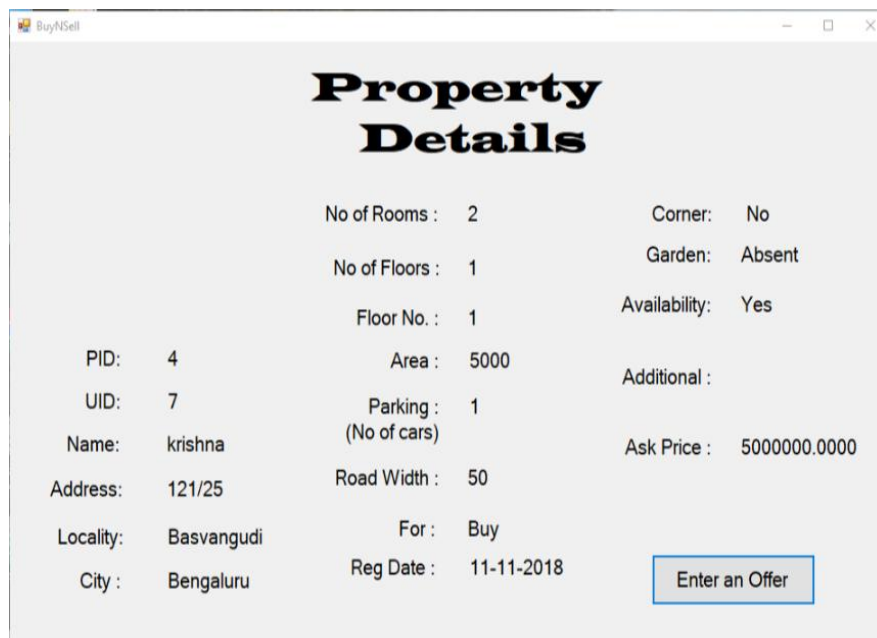 BuyNSell
Property
Details
No of Rooms : 2
Corner: No
No of Floors : 1
Garden: Absent
Floor No. : 1
Availability: Yes
PID: 4
Area : 5000
Additional :
UID: 7
Parking : 1
(No of cars)
Name: krishna
Ask Price : 5000000.0000
Address: 121/25
Road Width : 50
Locality: Basvangudi
For : Buy
City : Bengaluru
Reg Date : 11-11-2018
Enter an Offer